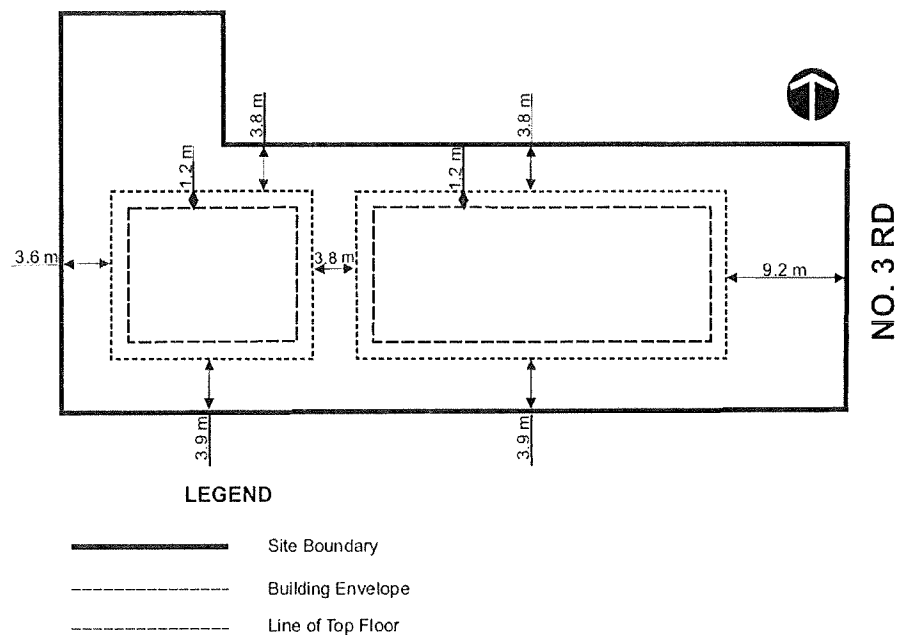 3.8 m
3.8 m
1.2 m
1.2 m
3.6 m
3.8 m
9.2 m
NO. 3 RD
3.9 m
3.9 m
LEGEND
Site Boundary
Building Envelope
Line of Top Floor